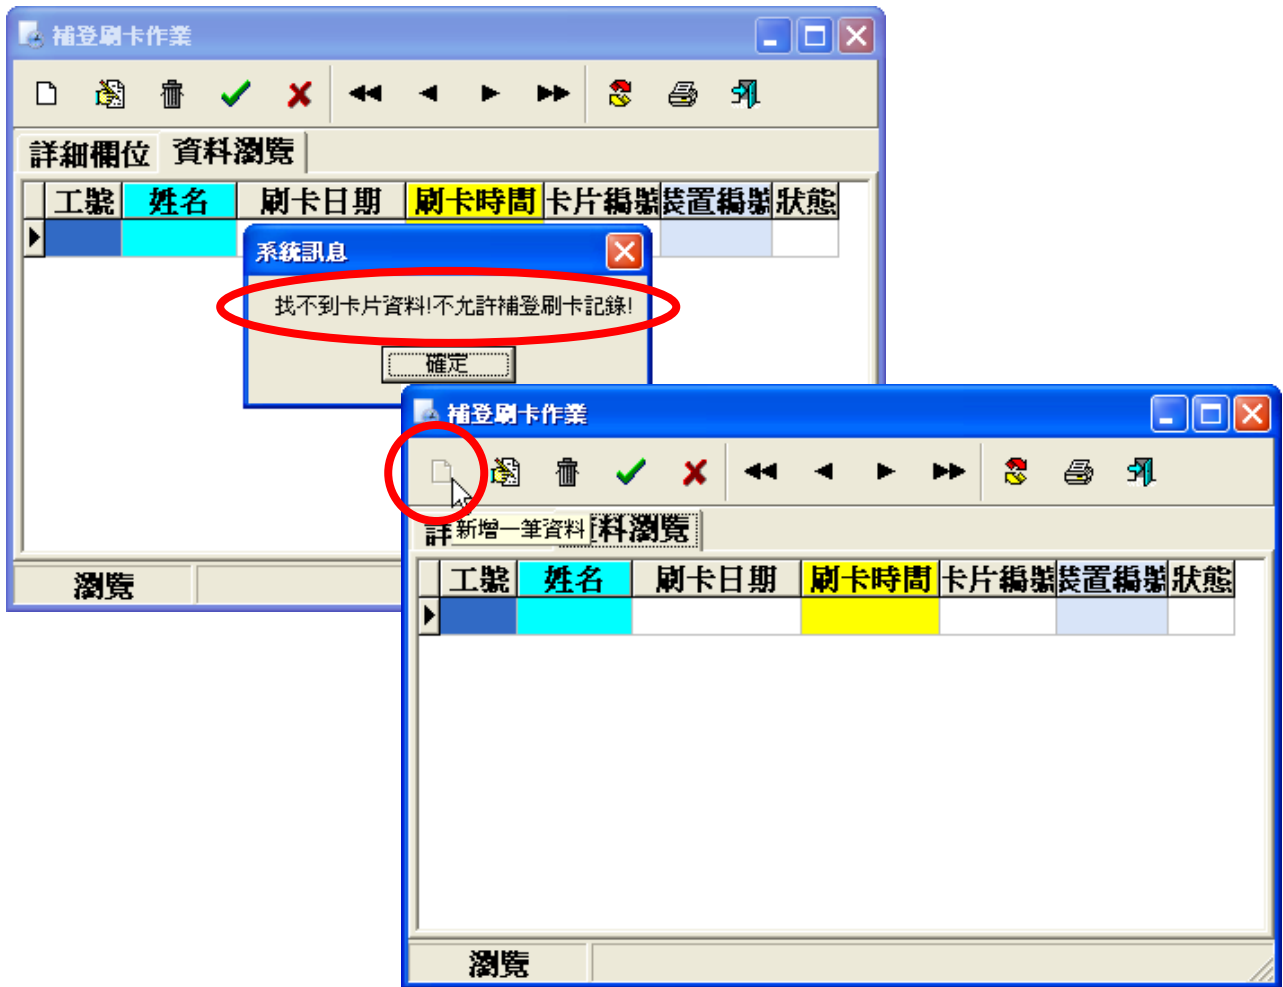 補登刷卡作業
詳細欄位 資料瀏覽
工號 姓名 刷卡日期 刷卡時間 卡片編號 裝置編號 狀態
系統訊息
找不到卡片資料!不允許補登刷卡記錄!
確定
瀏覽
補登刷卡作業
新增一筆資料
詳 資料瀏覽
工號 姓名 刷卡日期 刷卡時間 卡片編號 裝置編號 狀態
瀏覽